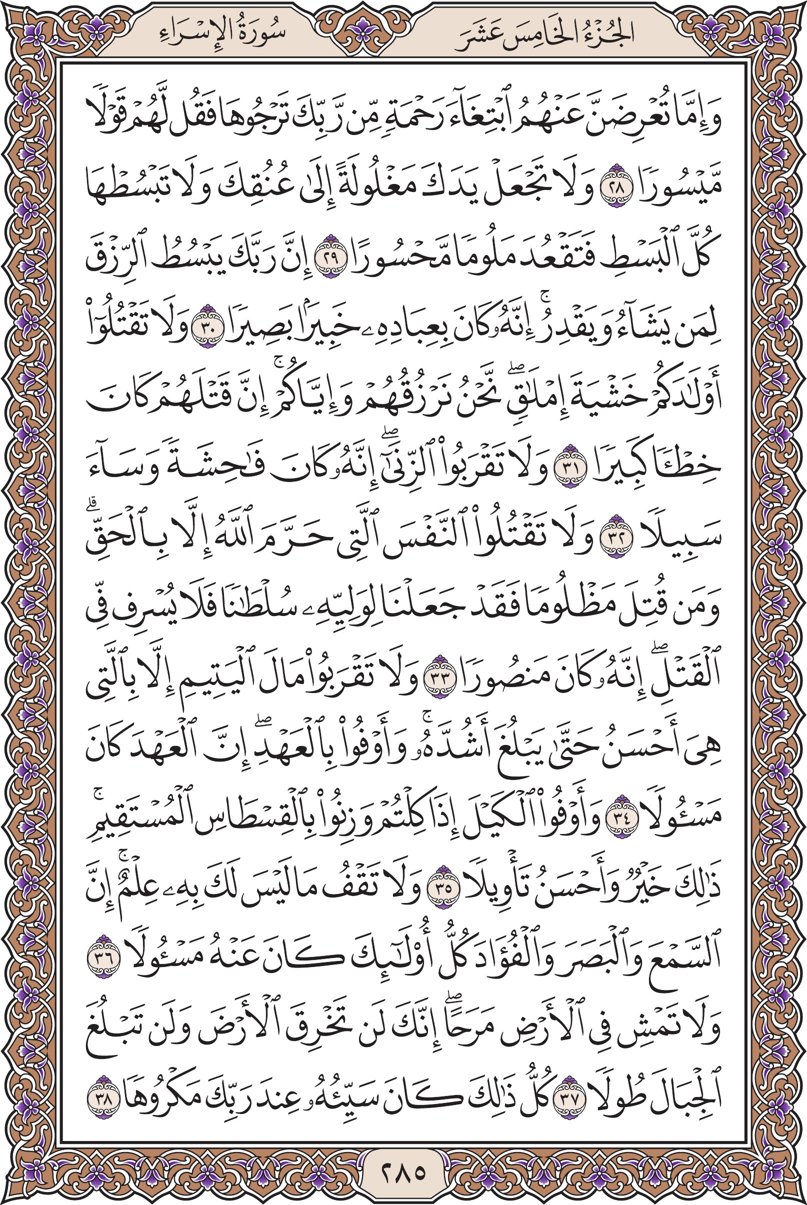 الجُزْءُ الخَامِسَ عَشَرَ
سُورَةُ الإِسْرَاءِ
وَإِمَّا تُعْرِضَنَّ عَنْهُمُ ٱبْتِغَآءَ رَحْمَةٍ مِّن رَّبِّكَ تَرْجُوهَا فَقُل لَّهُمْ قَوْلًا
مَّيْسُورًا ٢٨ وَلَا تَجْعَلْ يَدَكَ مَغْلُولَةً إِلَىٰ عُنُقِكَ وَلَا تَبْسُطْهَا
كُلَّ ٱلْبَسْطِ فَتَقْعُدَ مَلُومًا مَّحْسُورًا ٢٩ إِنَّ رَبَّكَ يَبْسُطُ ٱلرِّزْقَ
لِمَن يَشَآءُ وَيَقْدِرُۚ إِنَّهُۥ كَانَ بِعِبَادِهِۦ خَبِيرًۢا بَصِيرًا ٣٠ وَلَا تَقْتُلُوٓا۟
أَوْلَـٰدَكُمْ خَشْيَةَ إِمْلَـٰقٍۖ نَّحْنُ نَرْزُقُهُمْ وَإِيَّاكُمْۚ إِنَّ قَتْلَهُمْ كَانَ
خِطْـًٔا كَبِيرًا ٣١ وَلَا تَقْرَبُوا۟ ٱلزِّنَىٰٓۖ إِنَّهُۥ كَانَ فَـٰحِشَةً وَسَآءَ
سَبِيلًا ٣٢ وَلَا تَقْتُلُوا۟ ٱلنَّفْسَ ٱلَّتِى حَرَّمَ ٱللَّهُ إِلَّا بِٱلْحَقِّۗ
وَمَن قُتِلَ مَظْلُومًا فَقَدْ جَعَلْنَا لِوَلِيِّهِۦ سُلْطَـٰنًا فَلَا يُسْرِف فِّى
ٱلْقَتْلِۖ إِنَّهُۥ كَانَ مَنصُورًا ٣٣ وَلَا تَقْرَبُوا۟ مَالَ ٱلْيَتِيمِ إِلَّا بِٱلَّتِى
هِىَ أَحْسَنُ حَتَّىٰ يَبْلُغَ أَشُدَّهُۥۚ وَأَوْفُوا۟ بِٱلْعَهْدِۖ إِنَّ ٱلْعَهْدَ كَانَ
مَسْـُٔولًا ٣٤ وَأَوْفُوا۟ ٱلْكَيْلَ إِذَا كِلْتُمْ وَزِنُوا۟ بِٱلْقِسْطَاسِ ٱلْمُسْتَقِيمِۚ
ذَٰلِكَ خَيْرٌ وَأَحْسَنُ تَأْوِيلًا ٣٥ وَلَا تَقْفُ مَا لَيْسَ لَكَ بِهِۦ عِلْمٌۚ إِنَّ
ٱلسَّمْعَ وَٱلْبَصَرَ وَٱلْفُؤَادَ كُلُّ أُو۟لَـٰٓئِكَ كَانَ عَنْهُ مَسْـُٔولًا ٣٦
وَلَا تَمْشِ فِى ٱلْأَرْضِ مَرَحًاۖ إِنَّكَ لَن تَخْرِقَ ٱلْأَرْضَ وَلَن تَبْلُغَ
ٱلْجِبَالَ طُولًا ٣٧ كُلُّ ذَٰلِكَ كَانَ سَيِّئُهُۥ عِندَ رَبِّكَ مَكْرُوهًا ٣٨
٢٨٥